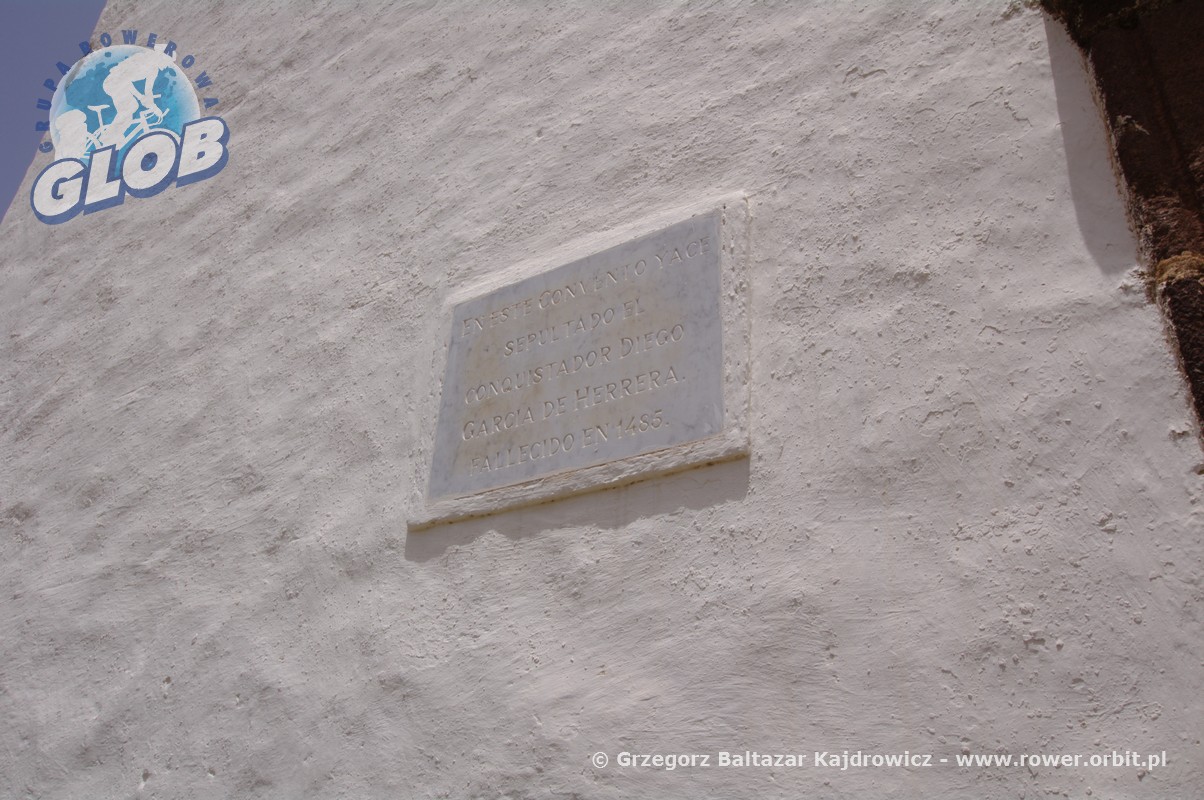 GRUPA ROWEROWA
GLOB
EN ESTE CONVENTO YACE
SEPULTADO EL
CONQUISTADOR DIEGO
GARCIA DE HERRERA.
FALLECIDO EN 1485.
© Grzegorz Baltazar Kajdrowicz - www.rower.orbit.pl